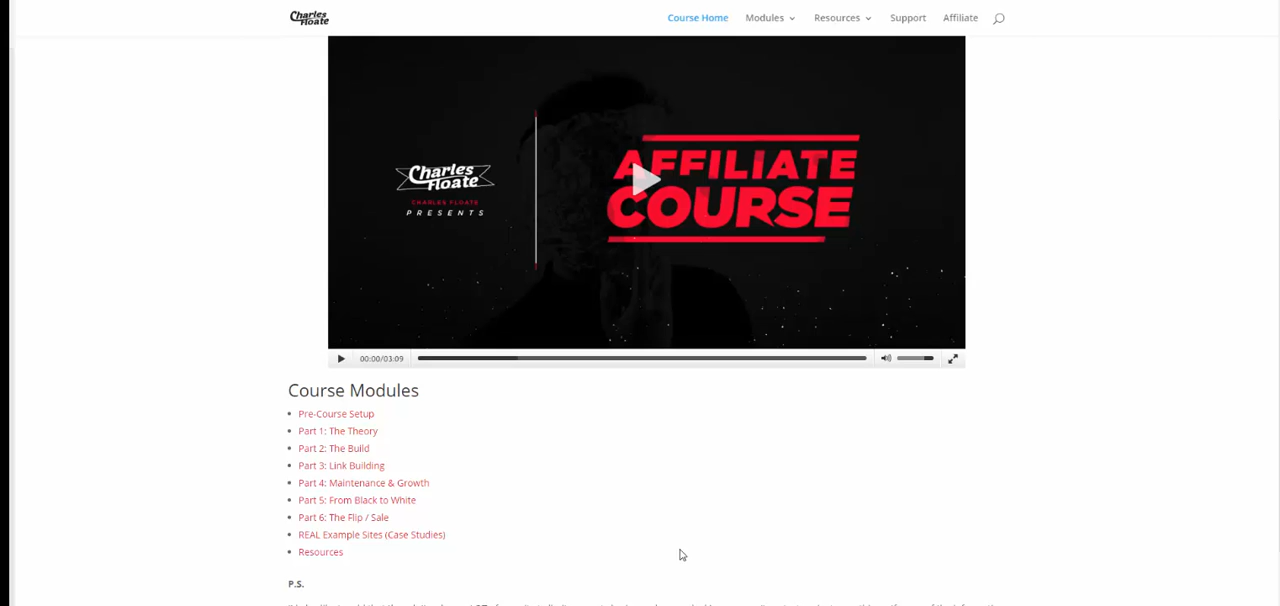 Charles Floate
Course Home Modules Resources Support Affiliate
Charles Floate
CHARLES FLOATE
PRESENTS
AFFILIATE
COURSE
00:00/03:09
Course Modules
Pre-Course Setup
Part 1: The Theory
Part 2: The Build
Part 3: Link Building
Part 4: Maintenance & Growth
Part 5: From Black to White
Part 6: The Flip / Sale
REAL Example Sites (Case Studies)
Resources
P.S.